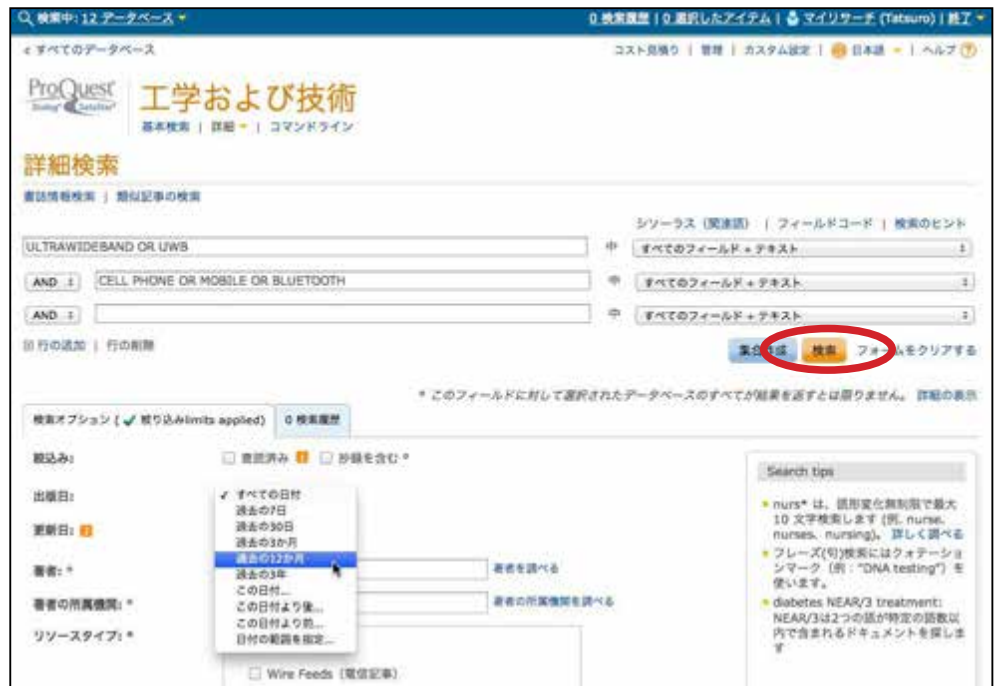 検索中: 12 データベース
0 検索履歴 | 0 選択したアイテム | マイリサーチ (Tatsuro) | 終了
< すべてのデータベース
コスト見積り | 管理 | カスタム設定 | 日本語 | ヘルプ ?
ProQuest
工学および技術
基本検索 | 詳細 | コマンドライン
詳細検索
書誌情報検索 | 類似記事の検索
シソーラス (関連語) | フィールドコード | 検索のヒント
ULTRAWIDEBAND OR UWB 中 すべてのフィールド + テキスト
AND CELL PHONE OR MOBILE OR BLUETOOTH 中 すべてのフィールド + テキスト
AND 中 すべてのフィールド + テキスト
行の追加 | 行の削除
検索 フォームをクリアする
* このフィールドに対して選択されたデータベースのすべてが結果を返すとは限りません。 詳細の表示
検索オプション ( ✓ 絞り込みlimits applied) 0 検索履歴
絞込み: 査読済み 抄録を含む *
出版日: ✓ すべての日付
過去の7日
過去の30日
更新日:
過去の3か月
過去の12か月
著者: * 著者を調べる
過去の3年
この日付...
著者の所属機関: * この日付より後... 著者の所属機関を調べる
この日付より前...
リソースタイプ: * 日付の範囲を指定...
Wire Feeds (電信記事)
Search tips
nurs* は、語形変化無制限で最大
10 文字検索します (例. nurse,
nurses, nursing)。 詳しく調べる
フレーズ(句)検索にはクォテーショ
ンマーク (例："DNA testing") を
使います。
diabetes NEAR/3 treatment:
NEAR/3は2つの語が特定の語数以
内で含まれるドキュメントを探しま
す